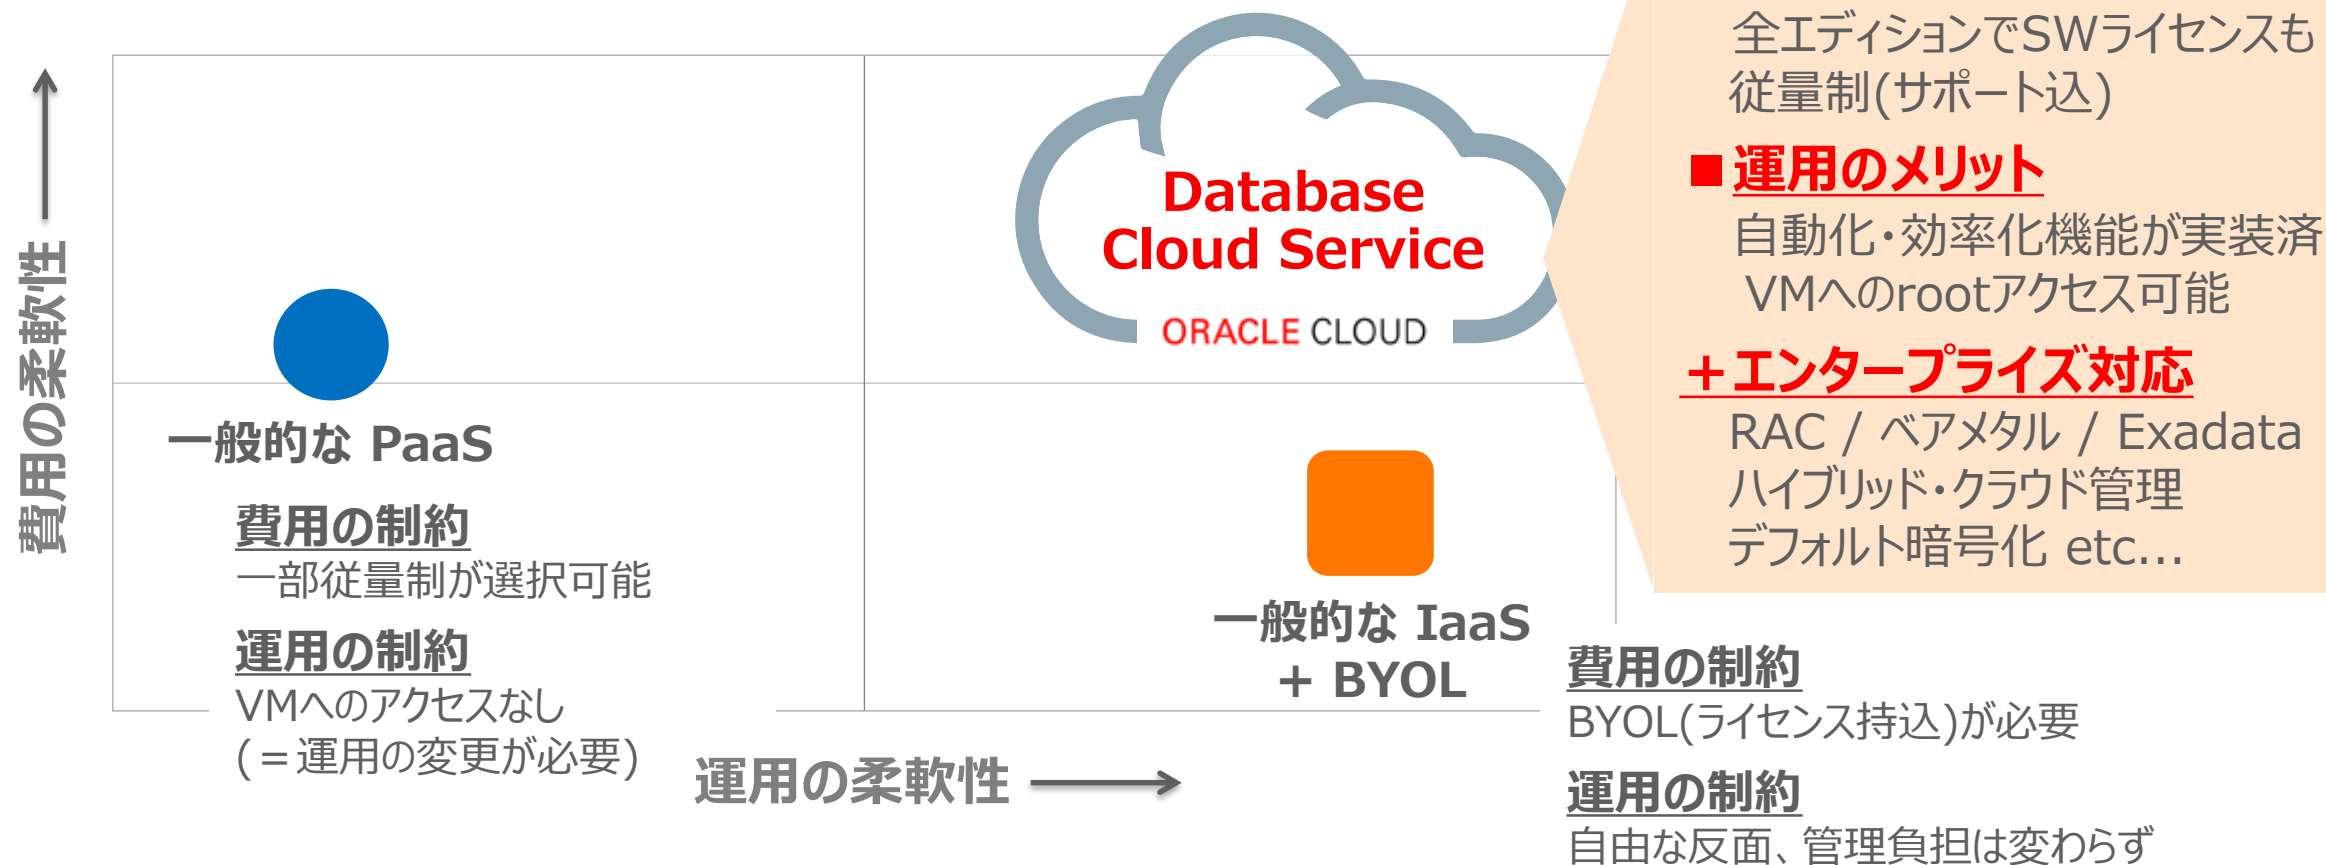 費用の柔軟性
Database
Cloud Service
ORACLE CLOUD
一般的な PaaS
費用の制約
一部従量制が選択可能
運用の制約
VMへのアクセスなし
(＝運用の変更が必要)
運用の柔軟性
一般的な IaaS
+ BYOL
全エディションでSWライセンスも
従量制(サポート込)
■運用のメリット
自動化・効率化機能が実装済
VMへのrootアクセス可能
＋エンタープライズ対応
RAC / ベアメタル / Exadata
ハイブリッド・クラウド管理
デフォルト暗号化 etc...
費用の制約
BYOL(ライセンス持込)が必要
運用の制約
自由な反面、管理負担は変わらず